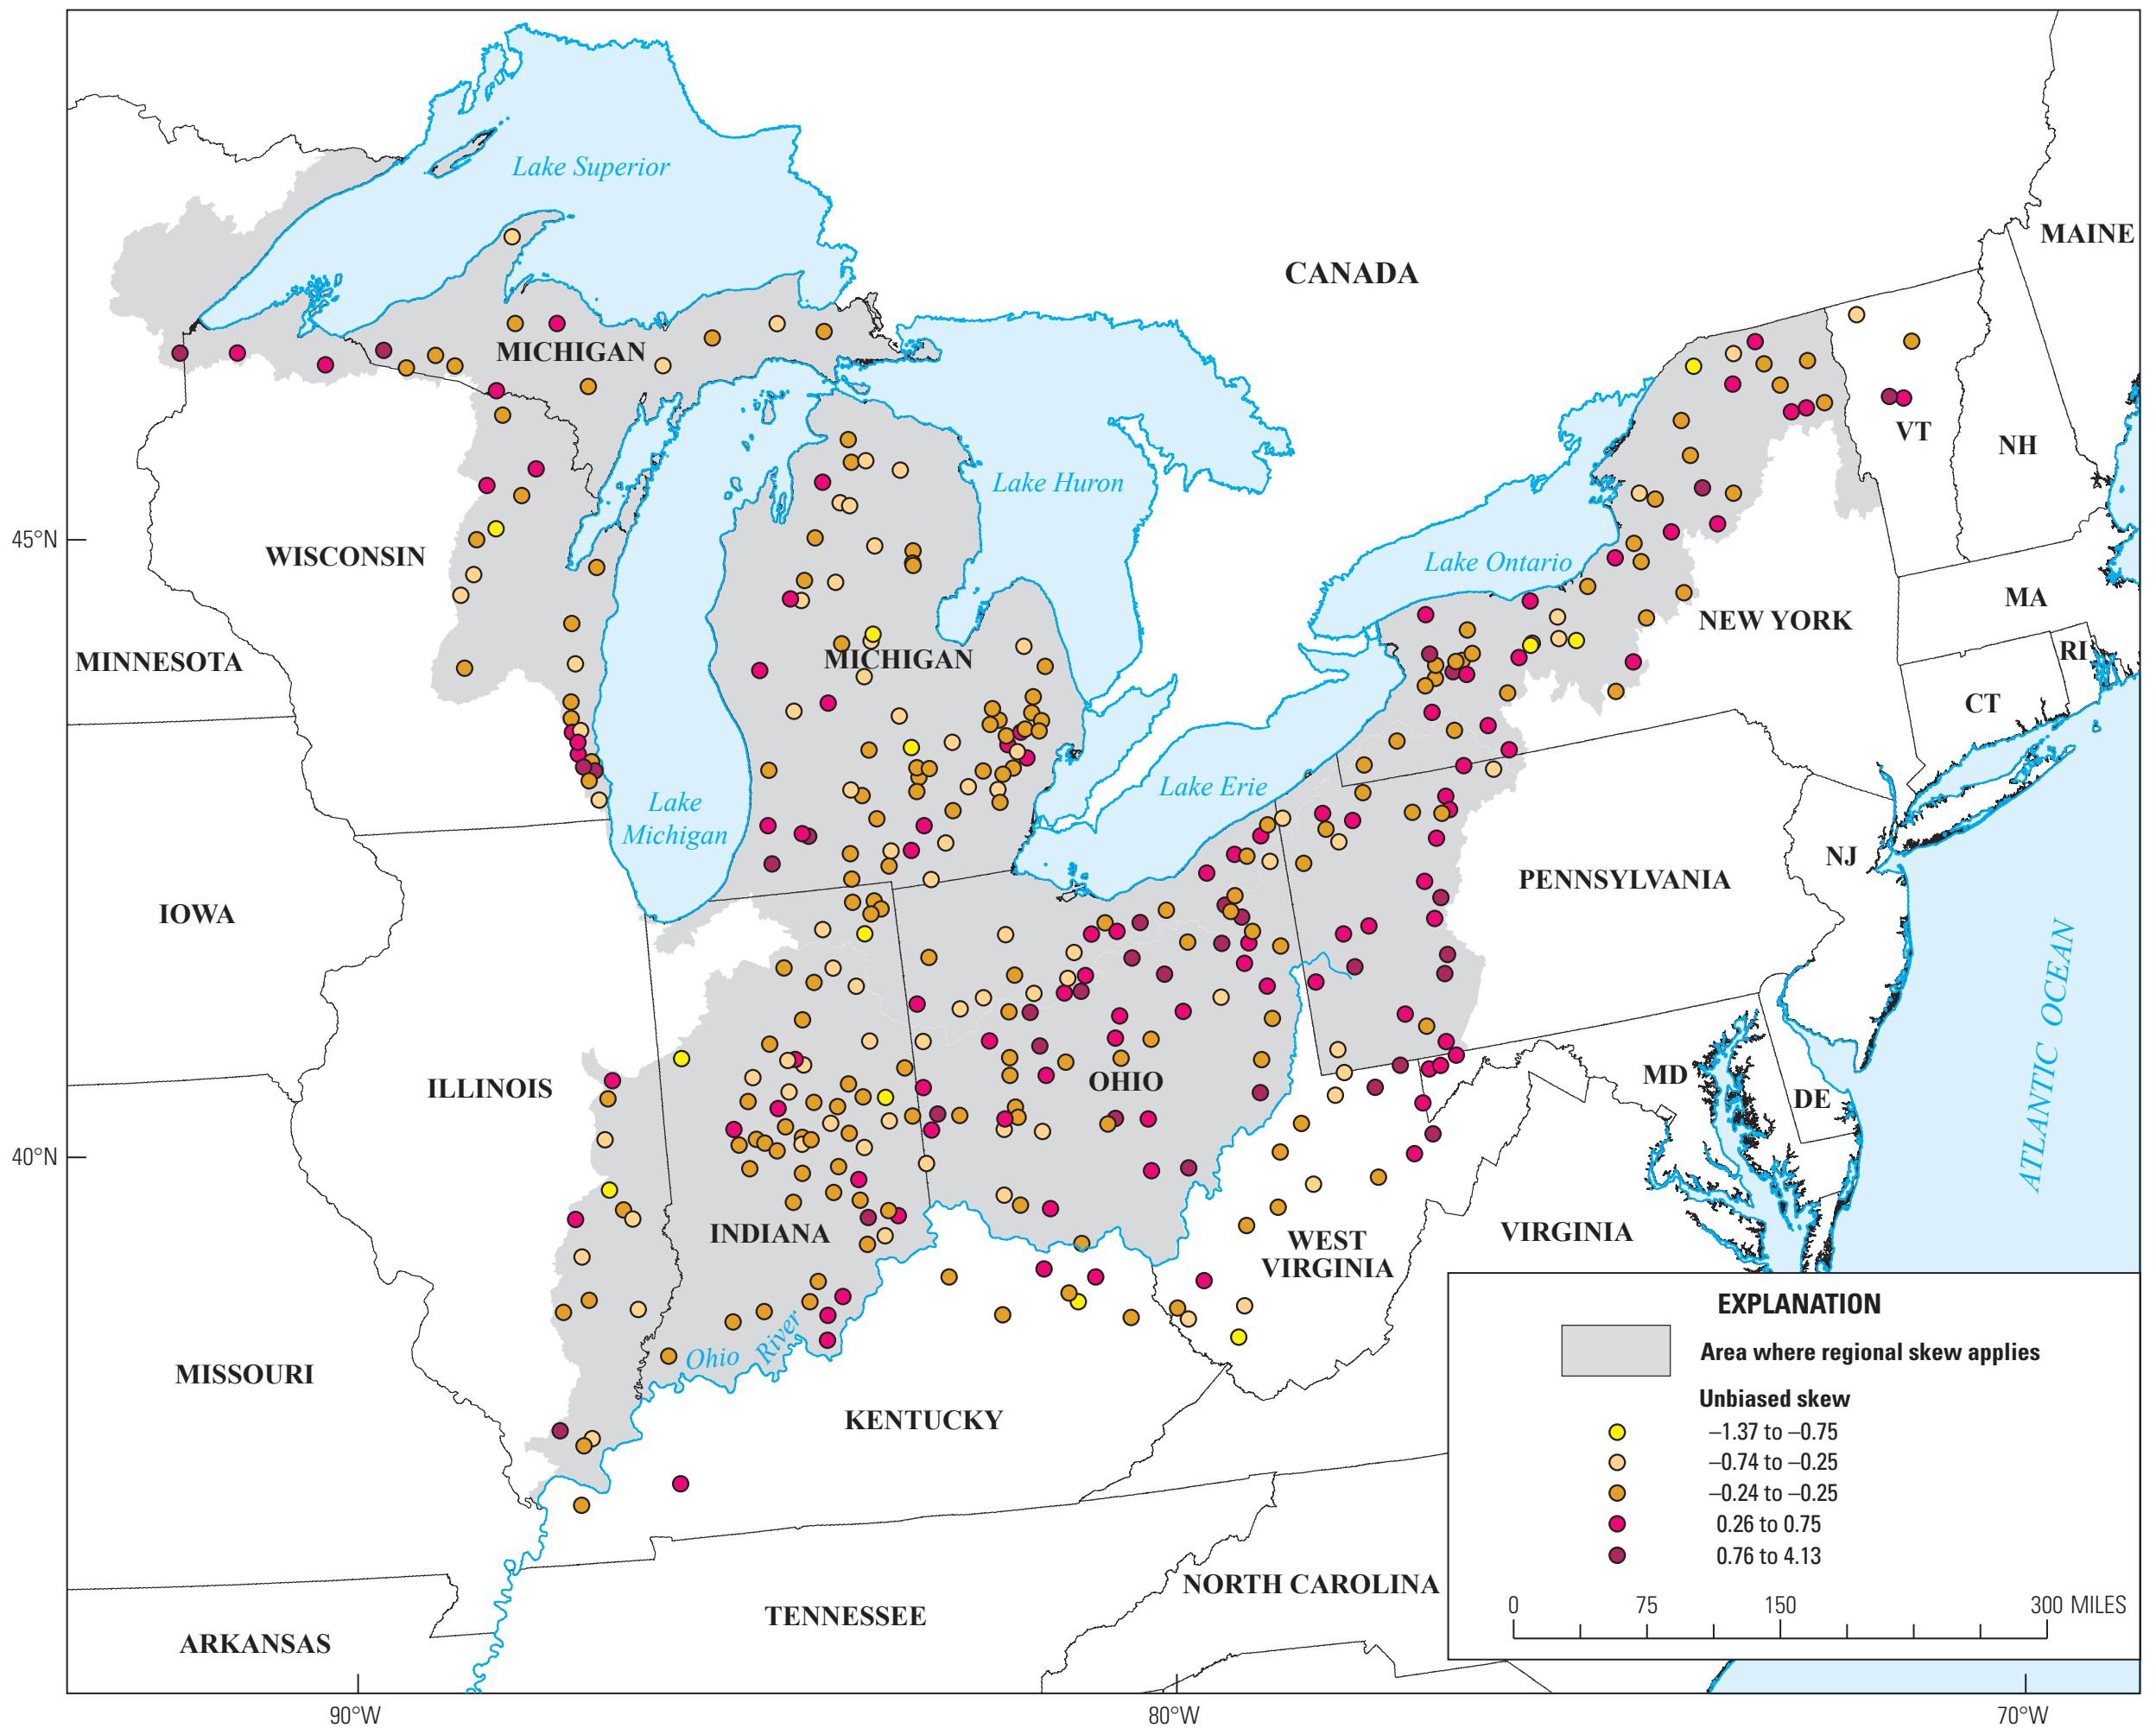 Lake Superior
MAINE
CANADA
MICHIGAN
VT
NH
Lake Huron
45°N
WISCONSIN
Lake Ontario
MA
NEW YORK
MINNESOTA
MICHIGAN
RI
CT
Lake Erie
Lake
Michigan
NJ
PENNSYLVANIA
IOWA
ATLANTIC OCEAN
OHIO
MD
ILLINOIS
DE
40°N
INDIANA
WEST
VIRGINIA
VIRGINIA
Ohio River
MISSOURI
KENTUCKY
NORTH CAROLINA
TENNESSEE
ARKANSAS
EXPLANATION
Area where regional skew applies
Unbiased skew
–1.37 to –0.75
–0.74 to –0.25
–0.24 to –0.25
0.26 to 0.75
0.76 to 4.13
0 75 150 300 MILES
90°W 80°W 70°W